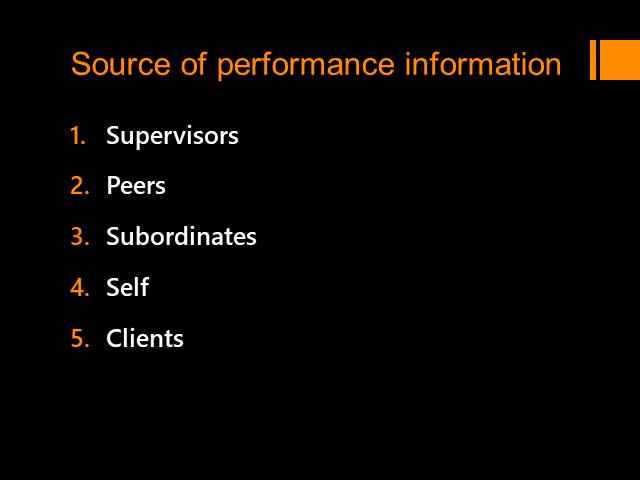 Source of performance information
1. Supervisors
2. Peers
3. Subordinates
4. Self
5. Clients